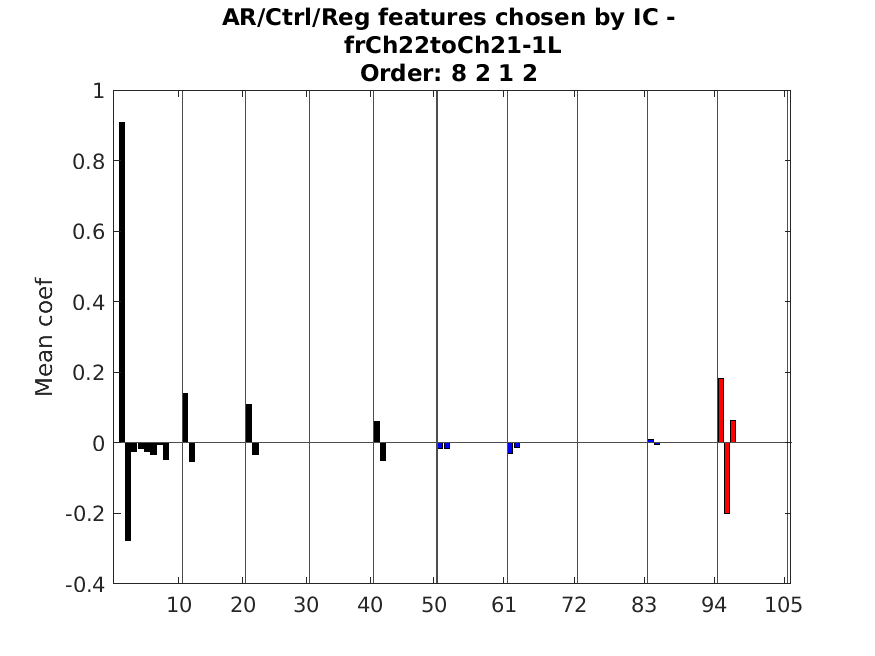 AR/Ctrl/Reg features chosen by IC -
frCh22toCh21-1L
Order: 8 2 1 2
1
0.8
0.6
0.4
0.2
0
-0.2
-0.4
Mean coef
10 20 30 40 50 61 72 83 94 105